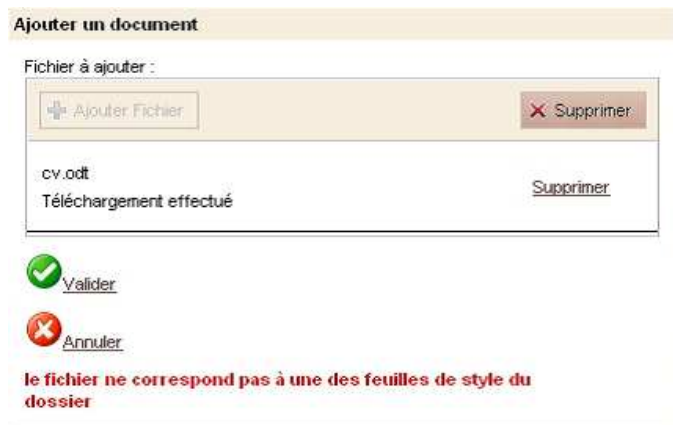 Ajouter un document
Fichier à ajouter :
Ajouter Fichier
Supprimer
cv.odt
Supprimer
Téléchargement effectué
Valider
Annuler
le fichier ne correspond pas à une des feuilles de style du
dossier